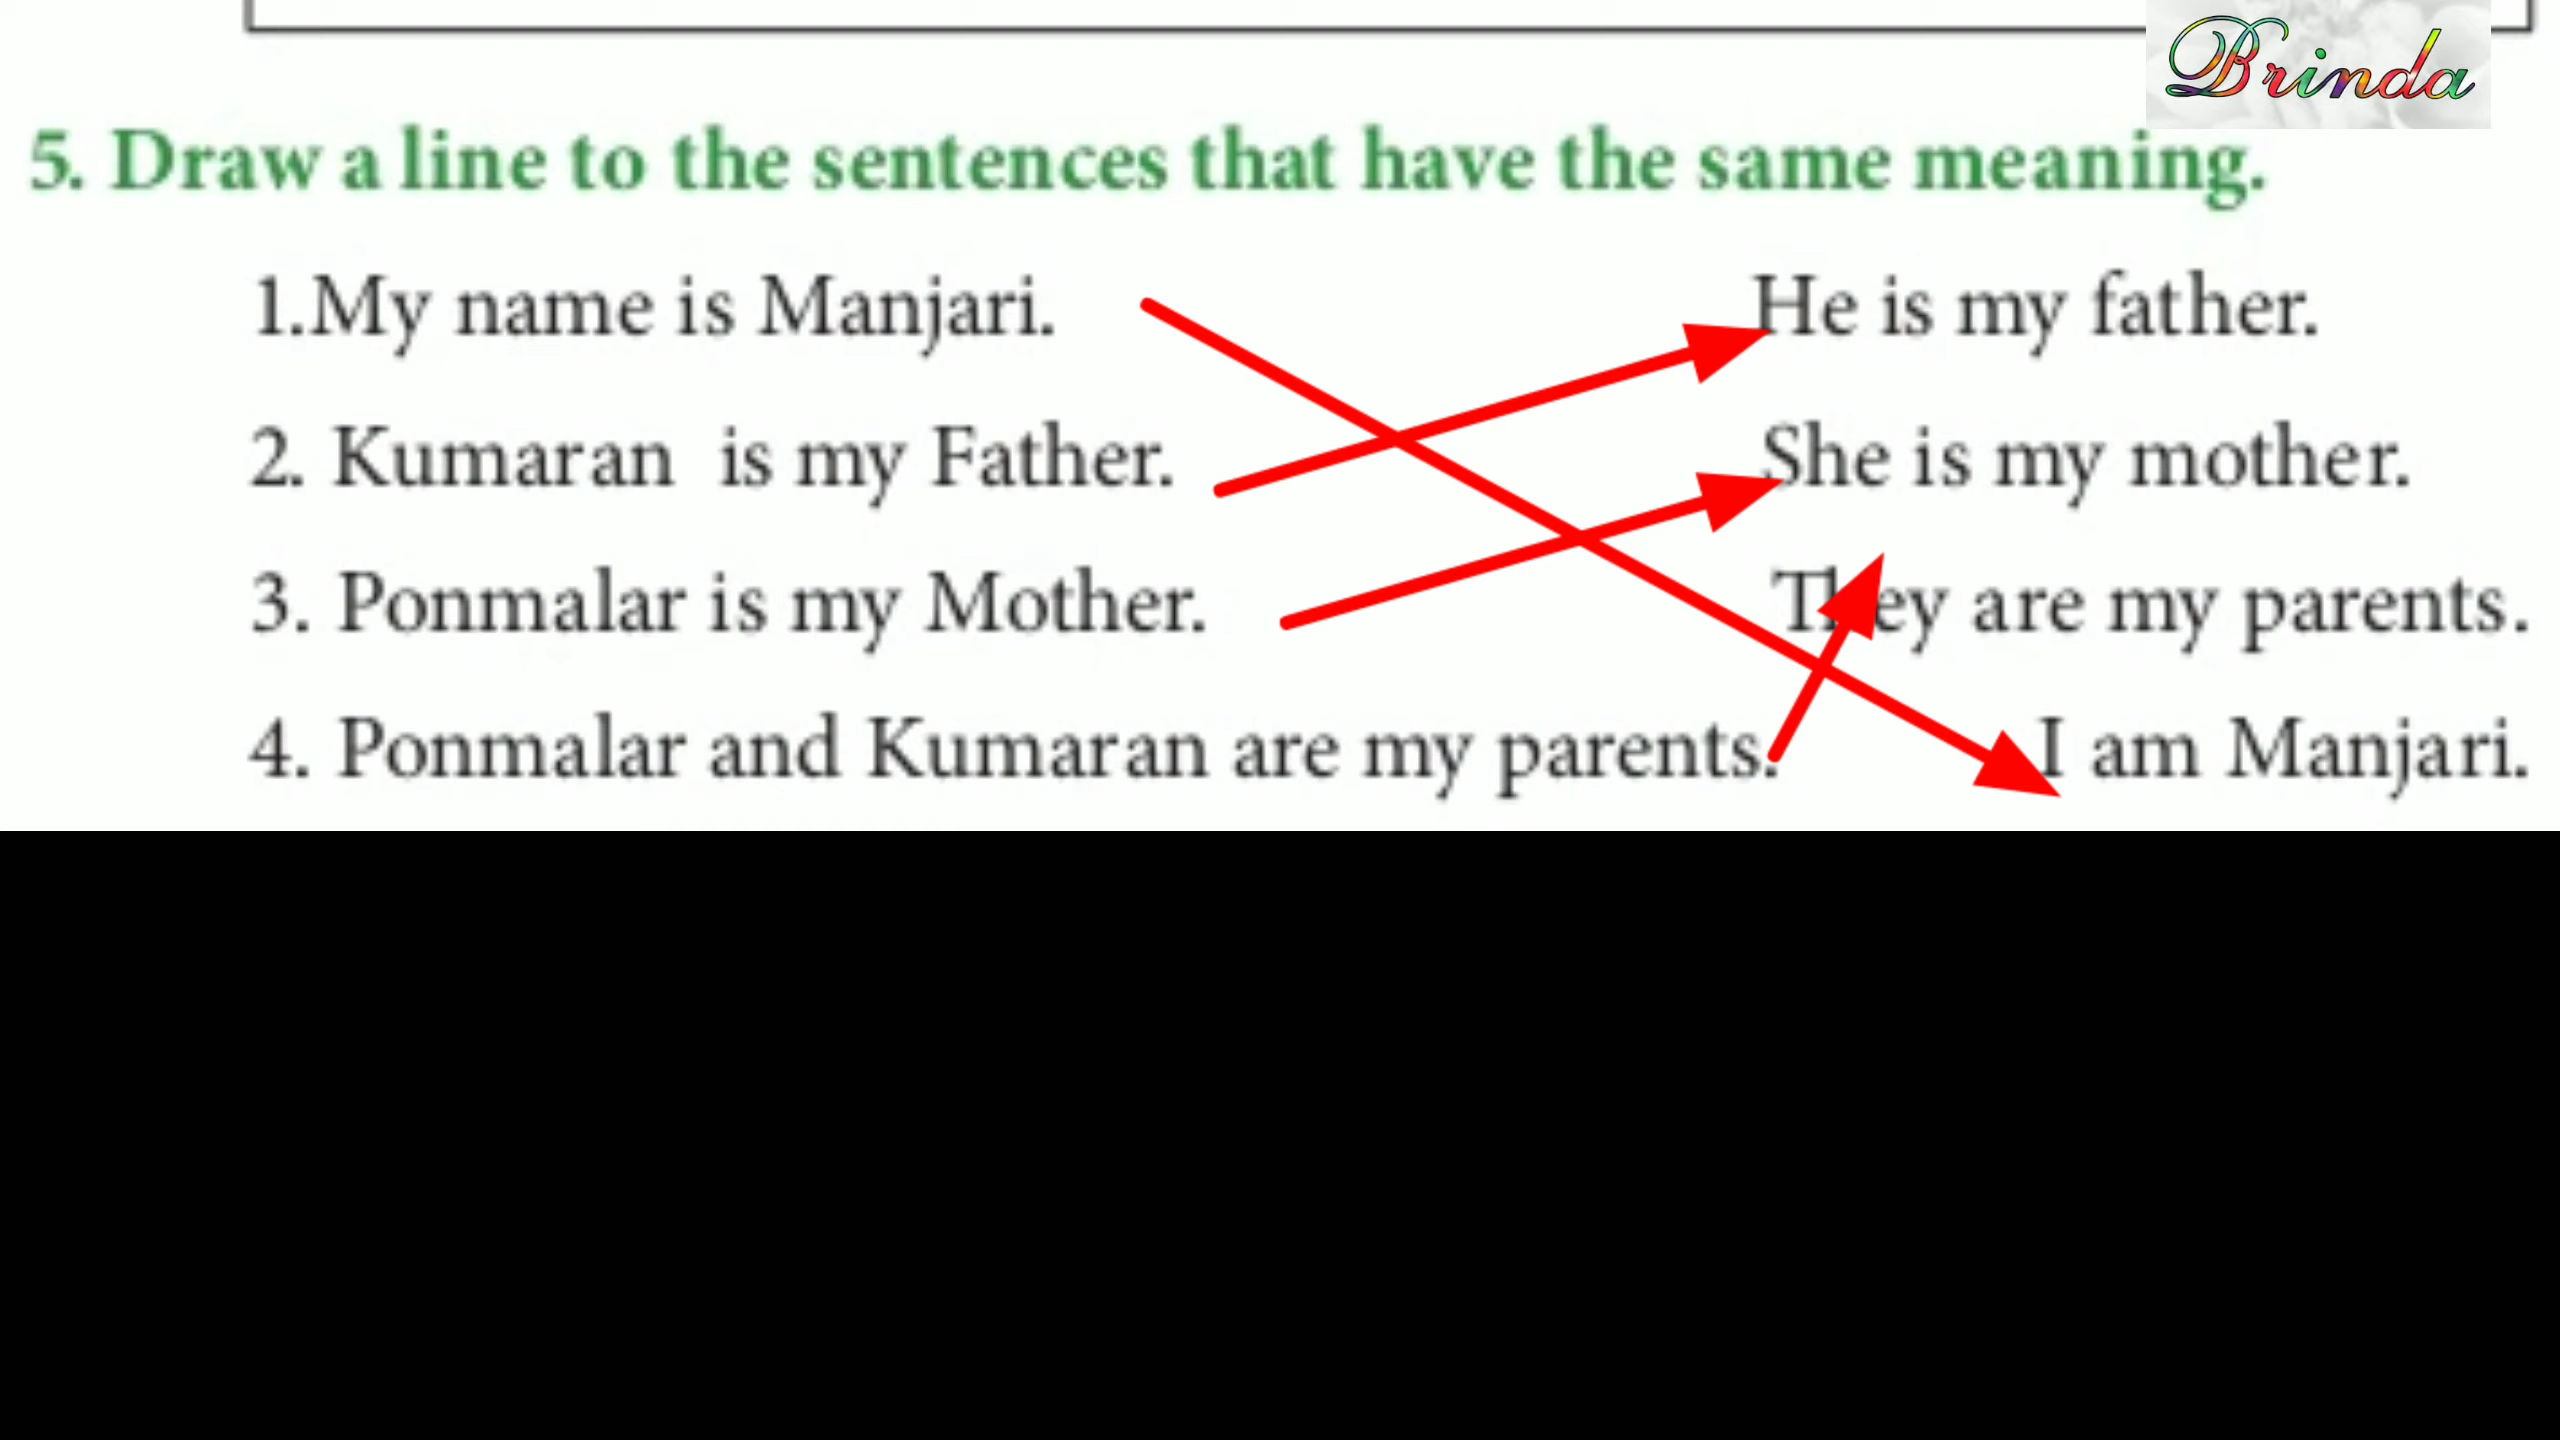 Brinda
5. Draw a line to the sentences that have the same meaning.
1.My name is Manjari. He is my father.
2. Kumaran is my Father. She is my mother.
3. Ponmalar is my Mother. They are my parents.
4. Ponmalar and Kumaran are my parents. I am Manjari.